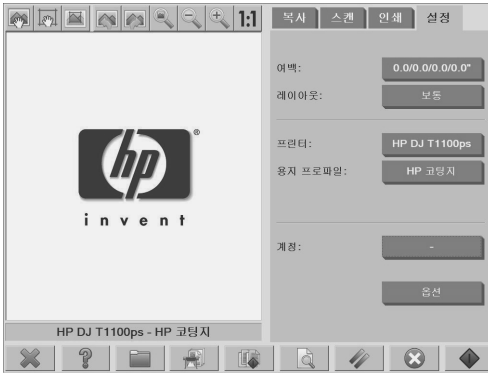 1:1
복사 스캔 인쇄 설정
여백: 0.0/0.0/0.0/0.0"
레이아웃: 보통
프린터: HP DJ T1100ps
용지 프로파일: HP 코팅지
계정: -
옵션
hp ®
invent
HP DJ T1100ps - HP 코팅지